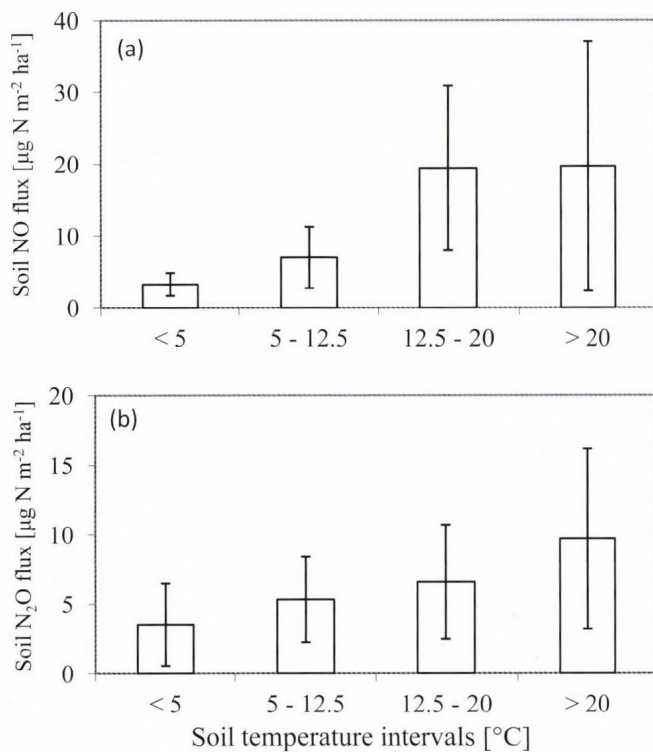 Soil NO flux [µg N m⁻² ha⁻¹]
40
30
20
10
0
(a)
< 5 5 - 12.5 12.5 - 20 > 20
Soil N₂O flux [µg N m⁻² ha⁻¹]
20
15
10
5
0
(b)
< 5 5 - 12.5 12.5 - 20 > 20
Soil temperature intervals [°C]